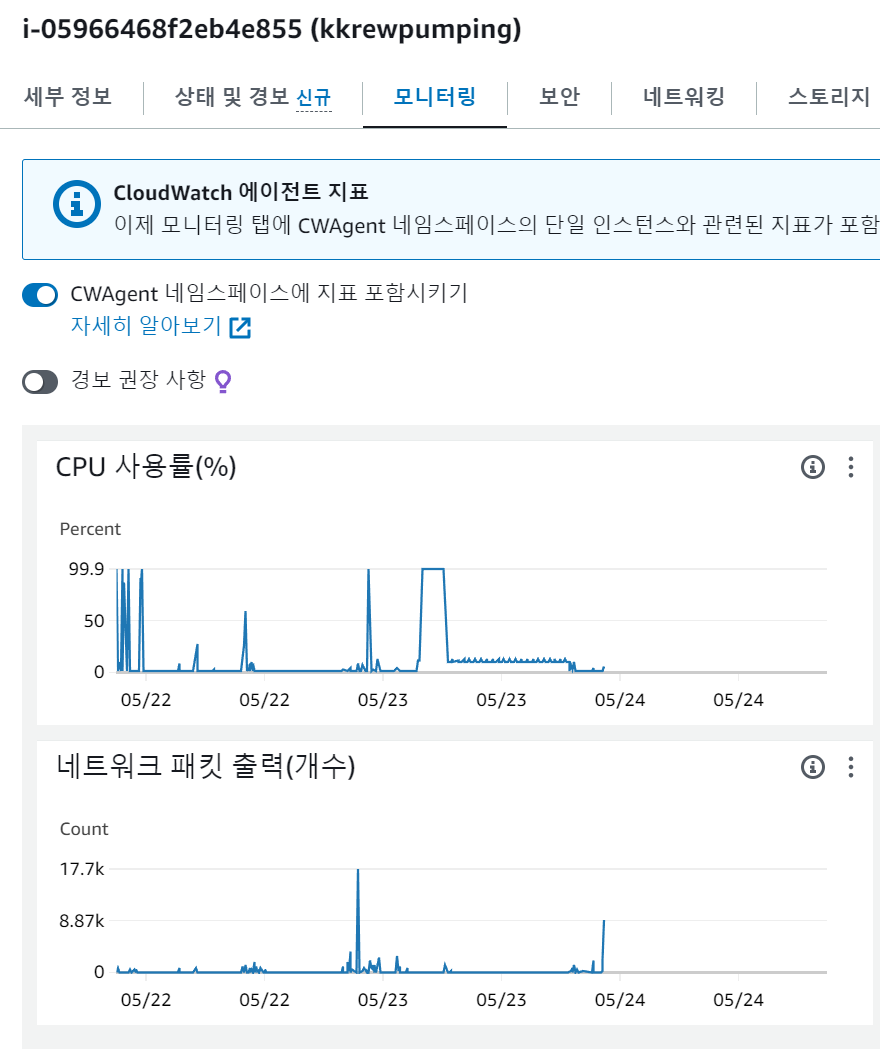 i-05966468f2eb4e855 (kkrewpumping)
세부 정보 상태 및 경보 신규 모니터링 보안 네트워킹 스토리지
CloudWatch 에이전트 지표
이제 모니터링 탭에 CWAgent 네임스페이스의 단일 인스턴스와 관련된 지표가 포함
CWAgent 네임스페이스에 지표 포함시키기
자세히 알아보기
경보 권장 사항
CPU 사용률(%)
Percent
99.9
50
0
05/22 05/22 05/23 05/23 05/24 05/24
네트워크 패킷 출력(개수)
Count
17.7k
8.87k
0
05/22 05/22 05/23 05/23 05/24 05/24